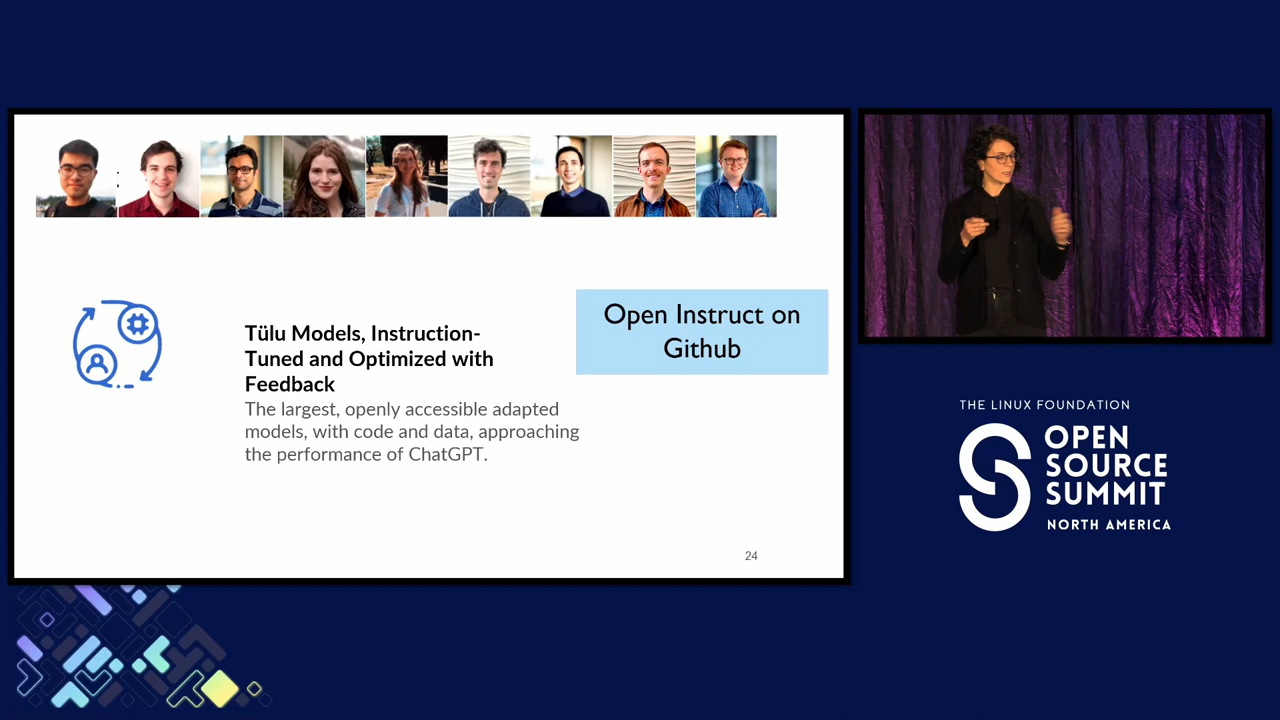 Tülu Models, Instruction-
Tuned and Optimized with
Feedback
The largest, openly accessible adapted
models, with code and data, approaching
the performance of ChatGPT.
Open Instruct on
Github
24
THE LINUX FOUNDATION
OPEN
SOURCE
SUMMIT
NORTH AMERICA